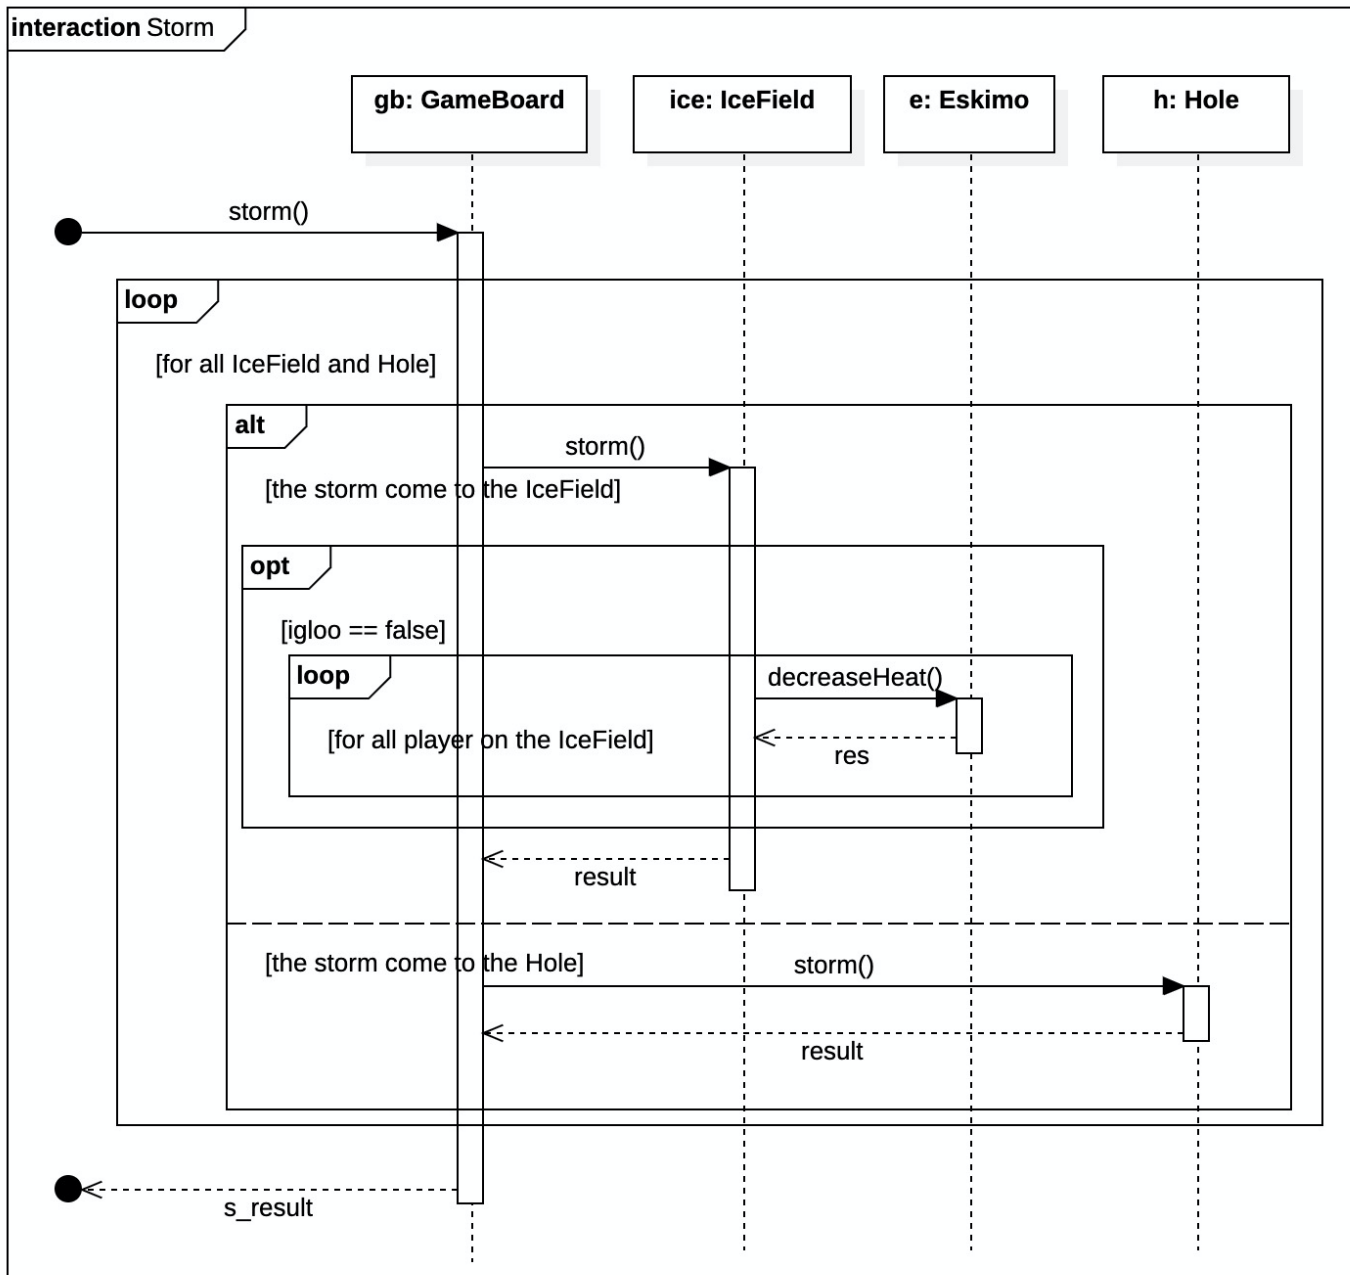 interaction Storm
gb: GameBoard
ice: IceField
e: Eskimo
h: Hole
storm()
loop
[for all IceField and Hole]
alt
storm()
[the storm come to the IceField]
opt
[igloo == false]
loop
decreaseHeat()
[for all player on the IceField]
res
result
[the storm come to the Hole]
storm()
result
s_result